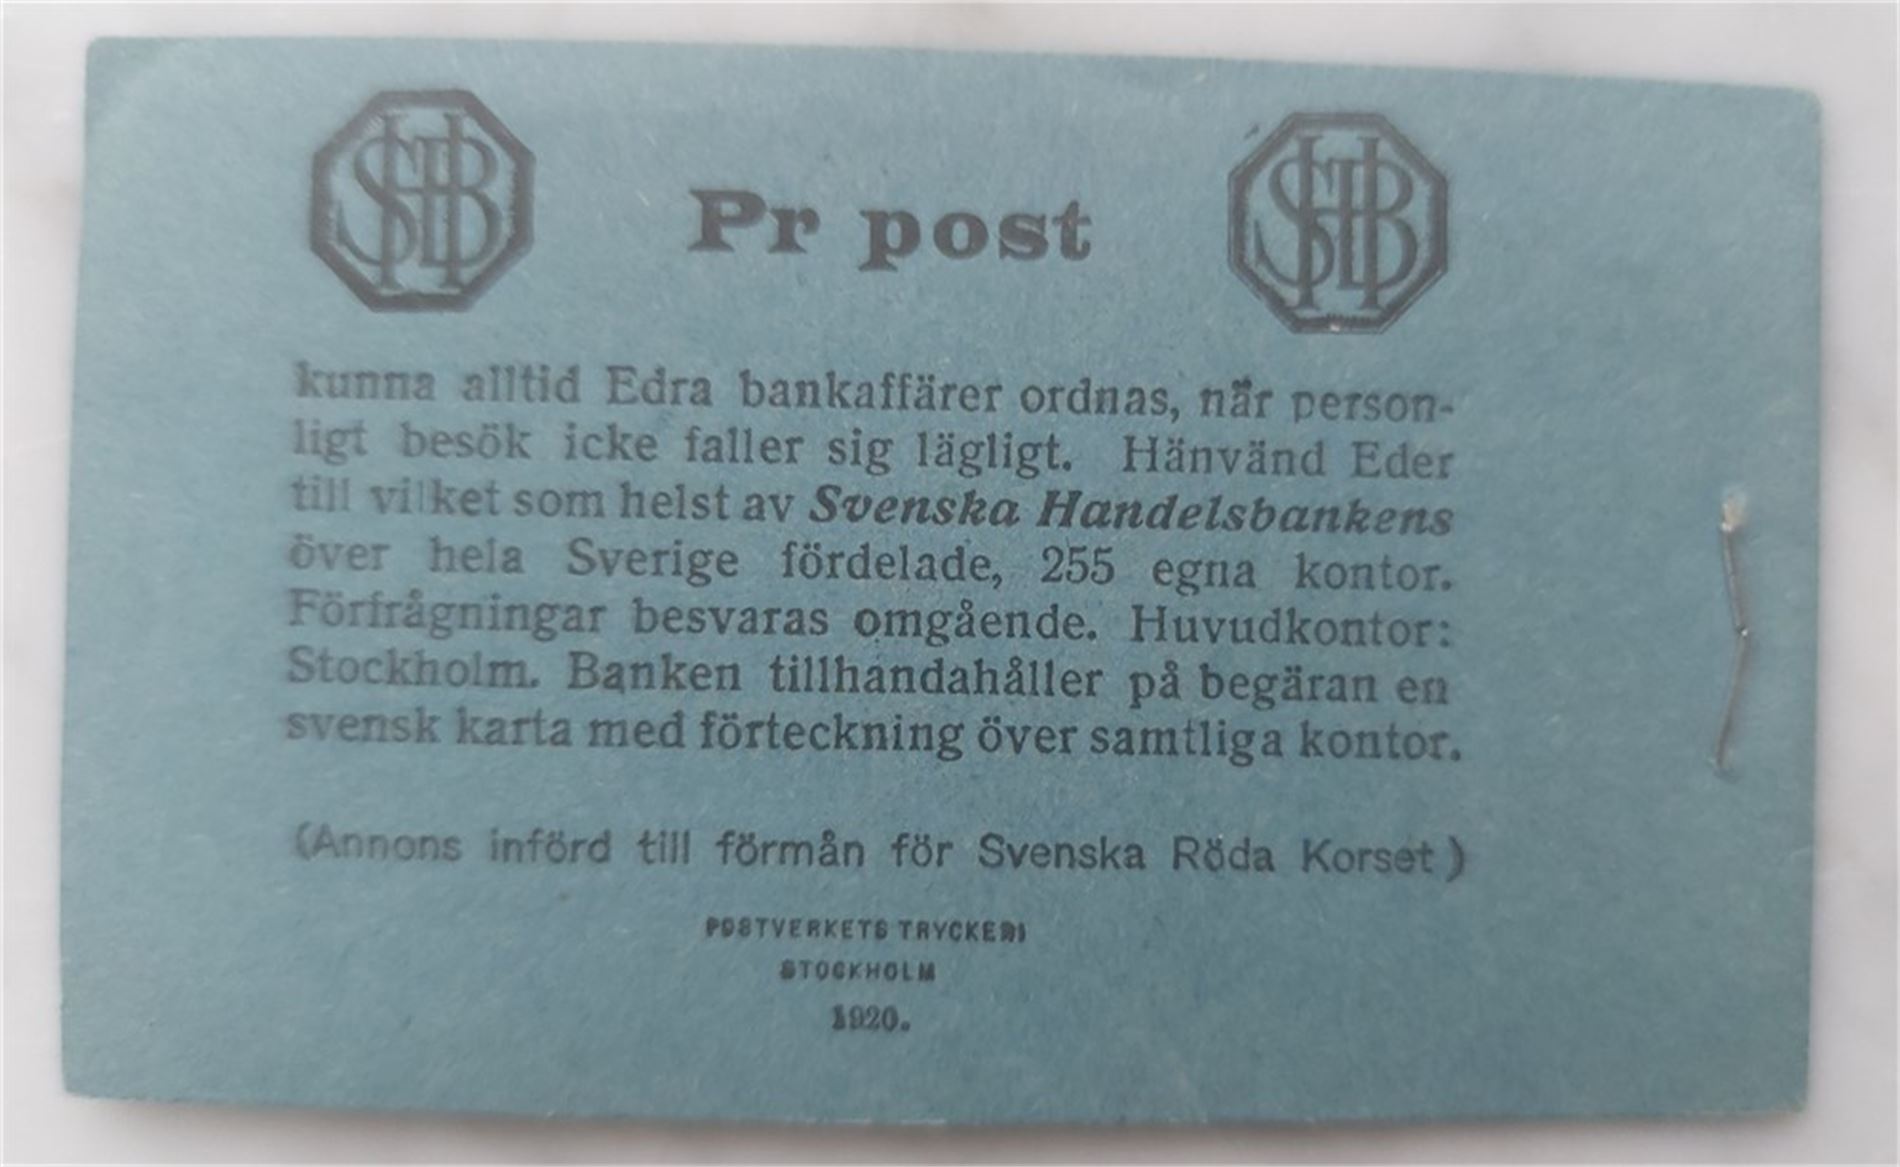 SHB Pr post SHB
kunna alltid Edra bankaffärer ordnas, när person-
ligt besök icke faller sig lägligt. Hänvänd Eder
till vilket som helst av Svenska Handelsbankens
över hela Sverige fördelade, 255 egna kontor.
Förfrågningar besvaras omgående. Huvudkontor:
Stockholm. Banken tillhandahåller på begäran en
svensk karta med förteckning över samtliga kontor.
(Annons införd till förmån för Svenska Röda Korset)
POSTVERKETS TRYCKERI
STOCKHOLM
1920.